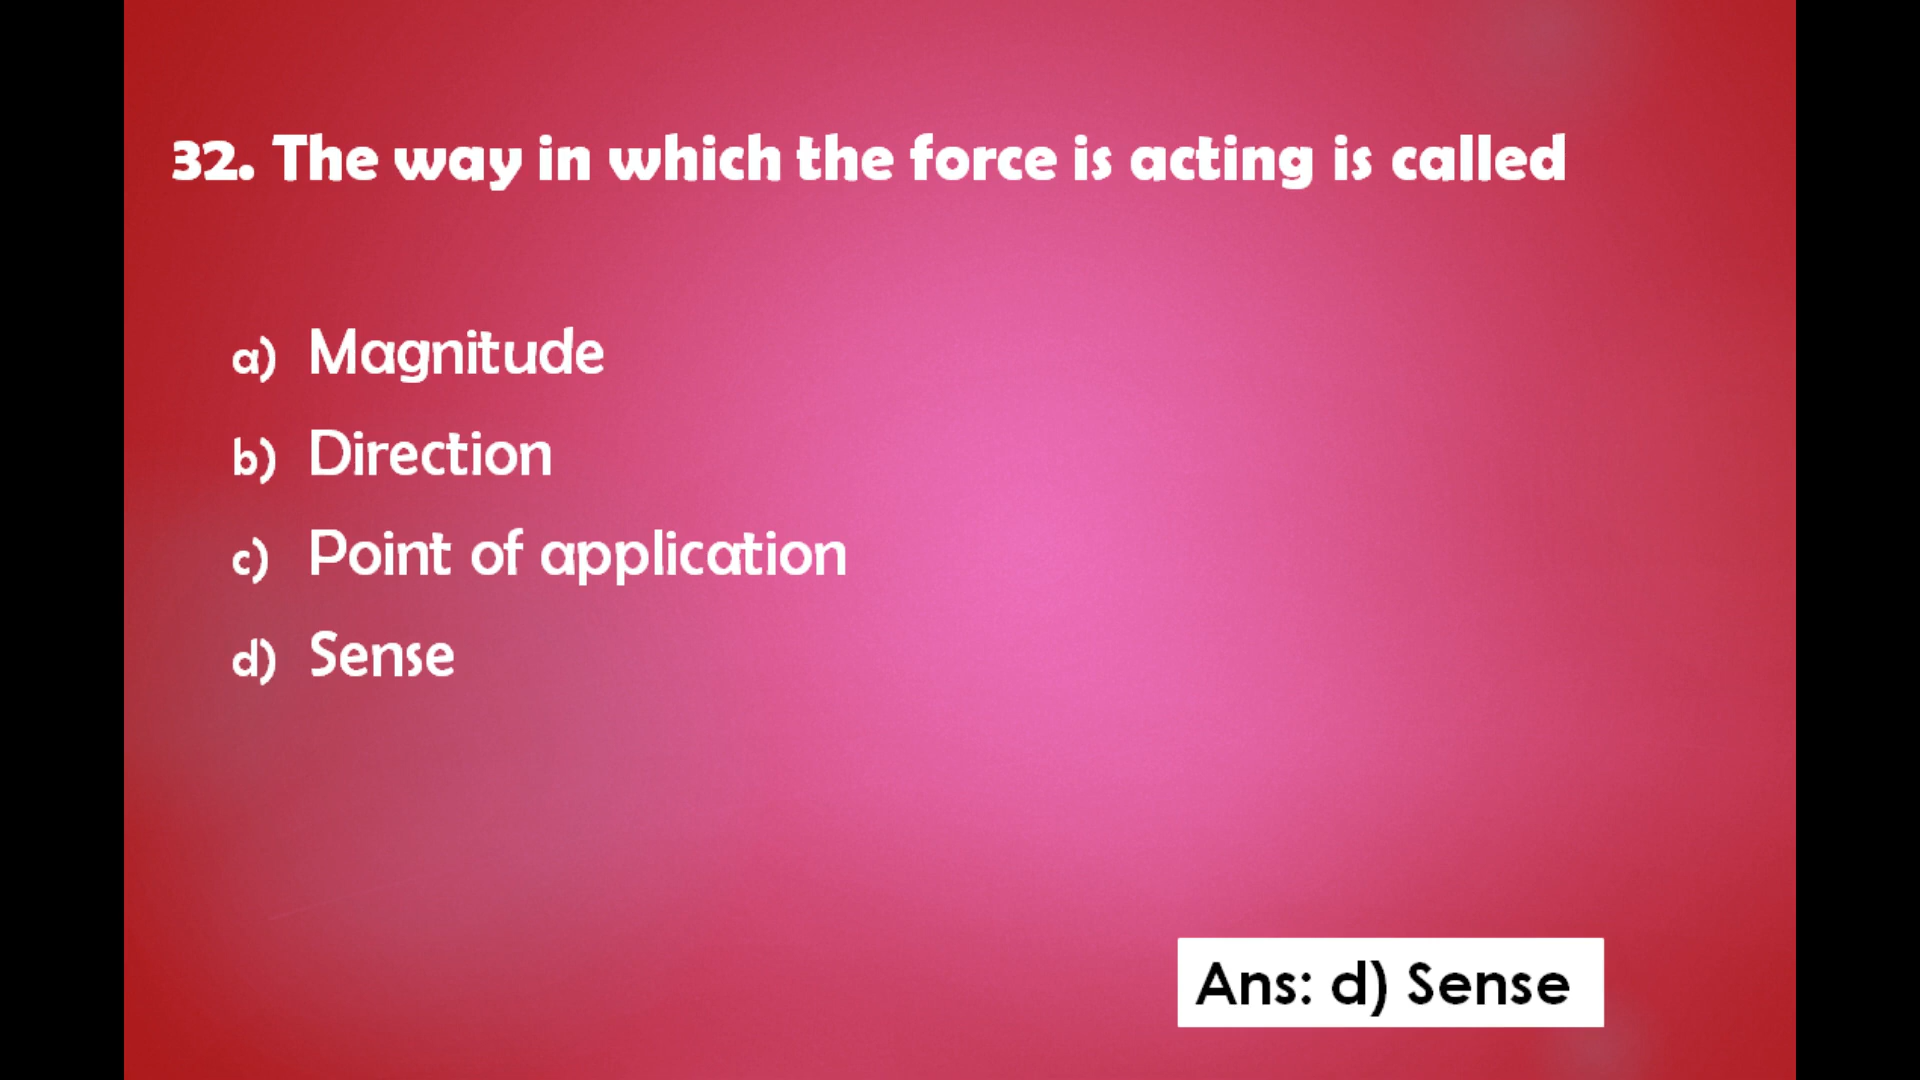 32. The way in which the force is acting is called
a) Magnitude
b) Direction
c) Point of application
d) Sense
Ans: d) Sense